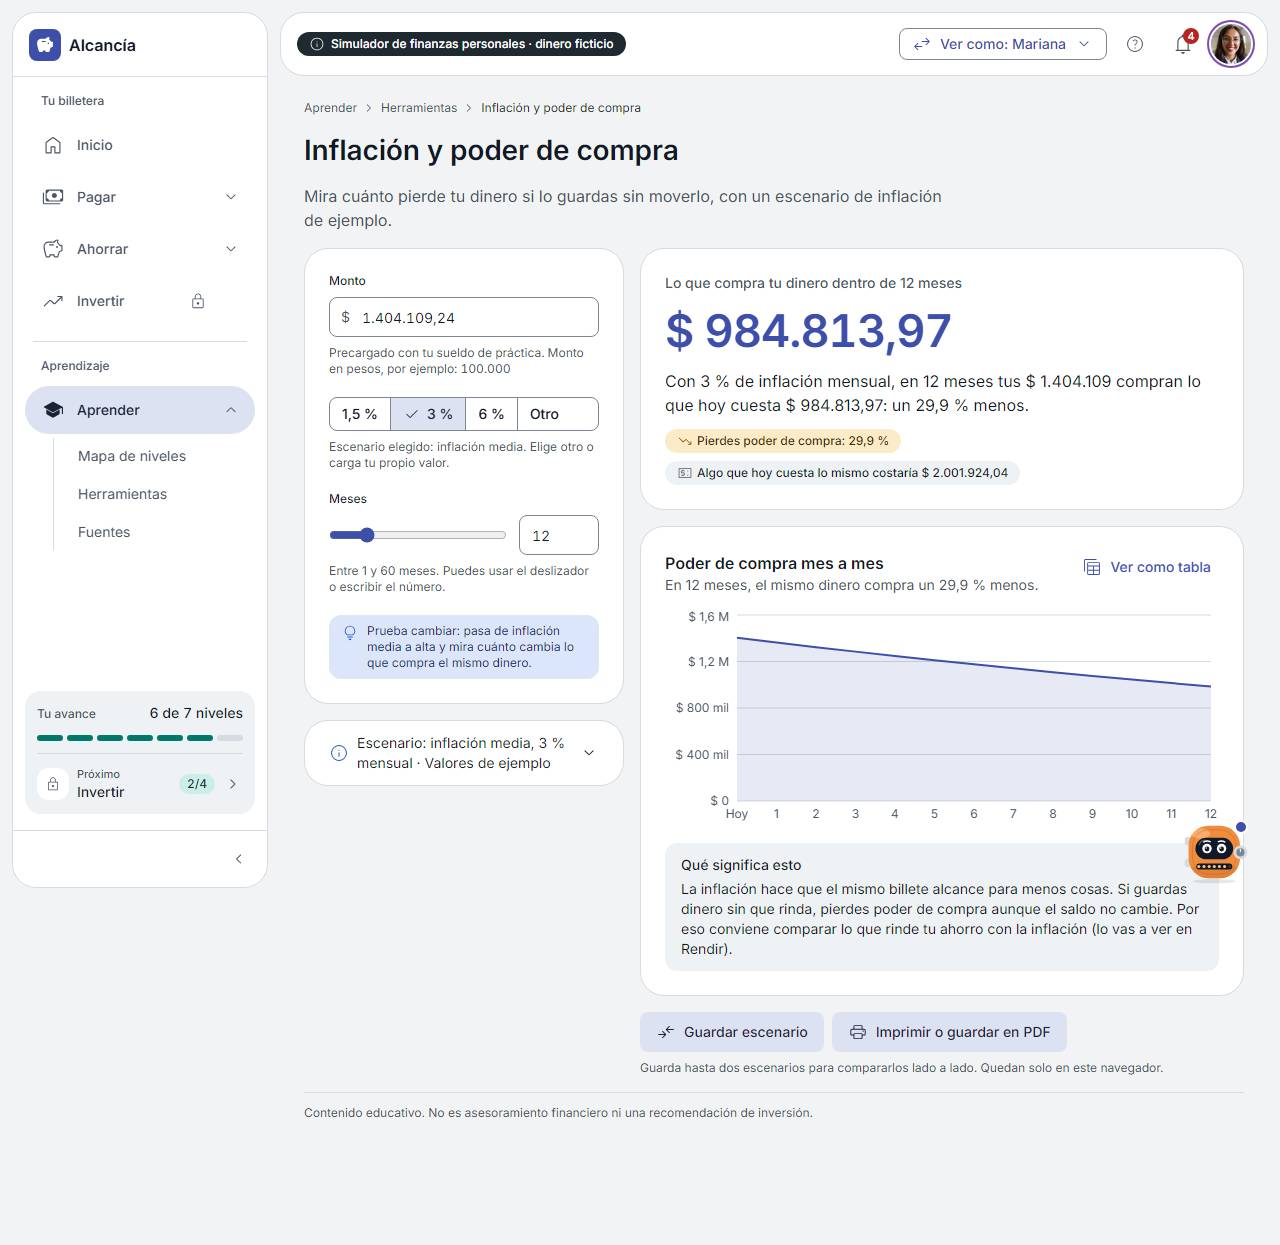 Alcancía
Tu billetera
Inicio
Pagar
Ahorrar
Invertir
Aprendizaje
Aprender
Mapa de niveles
Herramientas
Fuentes
Tu avance
6 de 7 niveles
Próximo
Invertir
2/4
Simulador de finanzas personales · dinero ficticio
Ver como: Mariana
4
Aprender
Herramientas
Inflación y poder de compra
Inflación y poder de compra
Mira cuánto pierde tu dinero si lo guardas sin moverlo, con un escenario de inflación
de ejemplo.
Monto
$ 1.404.109,24
Precargado con tu sueldo de práctica. Monto
en pesos, por ejemplo: 100.000
1,5 %
3 %
6 %
Otro
Escenario elegido: inflación media. Elige otro o
carga tu propio valor.
Meses
12
Entre 1 y 60 meses. Puedes usar el deslizador
o escribir el número.
Prueba cambiar: pasa de inflación
media a alta y mira cuánto cambia lo
que compra el mismo dinero.
Escenario: inflación media, 3 %
mensual · Valores de ejemplo
Lo que compra tu dinero dentro de 12 meses
$ 984.813,97
Con 3 % de inflación mensual, en 12 meses tus $ 1.404.109 compran lo
que hoy cuesta $ 984.813,97: un 29,9 % menos.
Pierdes poder de compra: 29,9 %
Algo que hoy cuesta lo mismo costaría $ 2.001.924,04
Poder de compra mes a mes
Ver como tabla
En 12 meses, el mismo dinero compra un 29,9 % menos.
$ 1,6 M
$ 1,2 M
$ 800 mil
$ 400 mil
$ 0
Hoy 1 2 3 4 5 6 7 8 9 10 11 12
Qué significa esto
La inflación hace que el mismo billete alcance para menos cosas. Si guardas
dinero sin que rinda, pierdes poder de compra aunque el saldo no cambie. Por
eso conviene comparar lo que rinde tu ahorro con la inflación (lo vas a ver en
Rendir).
Guardar escenario
Imprimir o guardar en PDF
Guarda hasta dos escenarios para compararlos lado a lado. Quedan solo en este navegador.
Contenido educativo. No es asesoramiento financiero ni una recomendación de inversión.